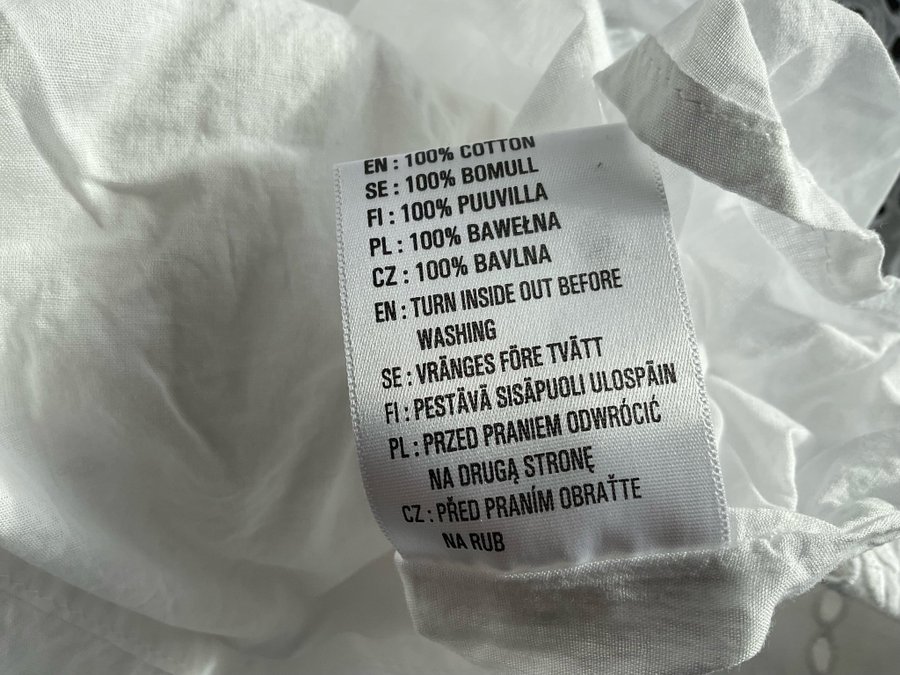 EN : 100% COTTON
SE : 100% BOMULL
FI : 100% PUUVILLA
PL : 100% BAWEŁNA
CZ : 100% BAVLNA
EN : TURN INSIDE OUT BEFORE
WASHING
SE : VRÄNGES FÖRE TVÄTT
FI : PESTÄVÄ SISÄPUOLI ULOSPÄIN
PL : PRZED PRANIEM ODWRÓCIĆ
NA DRUGĄ STRONĘ
CZ : PŘED PRANÍM OBRAŤTE
NA RUB